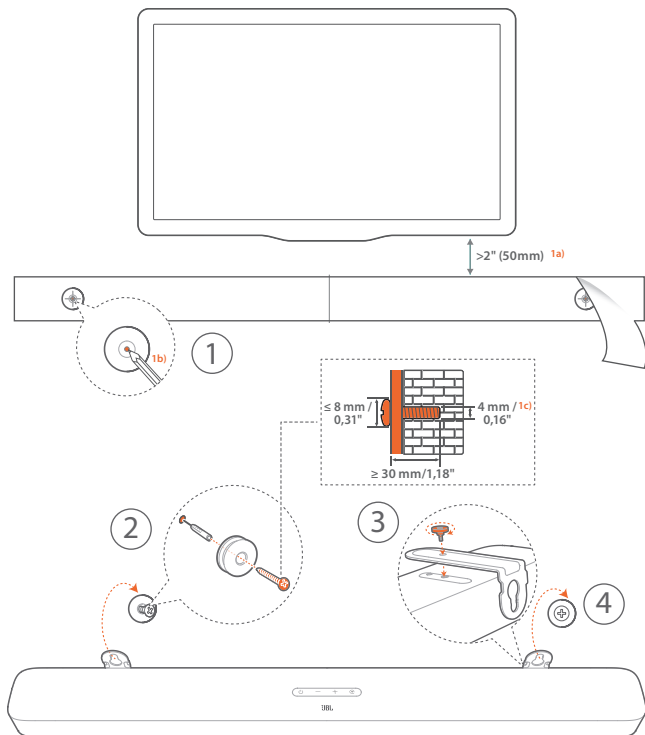 >2" (50mm) 1a)
1b)
1
≤ 8 mm /
0,31"
4 mm / 1c)
0,16"
≥ 30 mm/1,18"
2
3
4
JBL